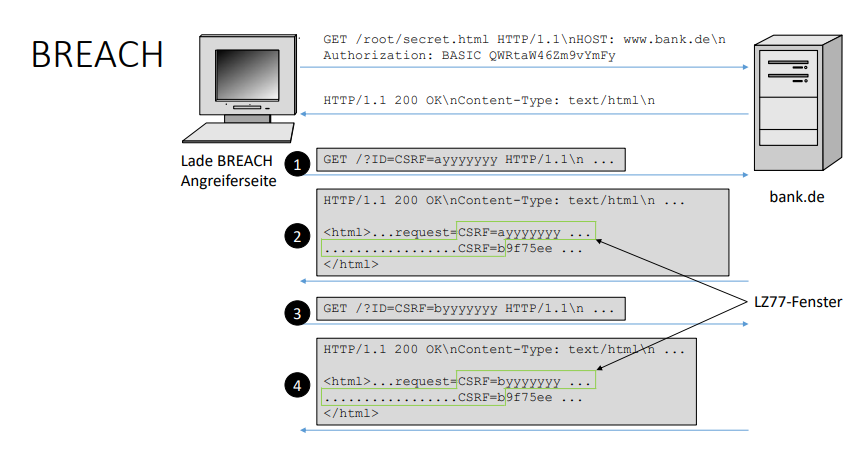 BREACH
GET /root/secret.html HTTP/1.1\nHOST: www.bank.de\n
Authorization: BASIC QWRtaW46Zm9vYmFy
HTTP/1.1 200 OK\nContent-Type: text/html\n
Lade BREACH
Angreiferseite
bank.de
1
GET /?ID=CSRF=ayyyyyyy HTTP/1.1\n ...
2
HTTP/1.1 200 OK\nContent-Type: text/html\n ...
<html>...request=CSRF=ayyyyyyy ...
.................CSRF=b9f75ee ...
</html>
LZ77-Fenster
3
GET /?ID=CSRF=byyyyyyy HTTP/1.1\n ...
4
HTTP/1.1 200 OK\nContent-Type: text/html\n ...
<html>...request=CSRF=byyyyyyy ...
.................CSRF=b9f75ee ...
</html>